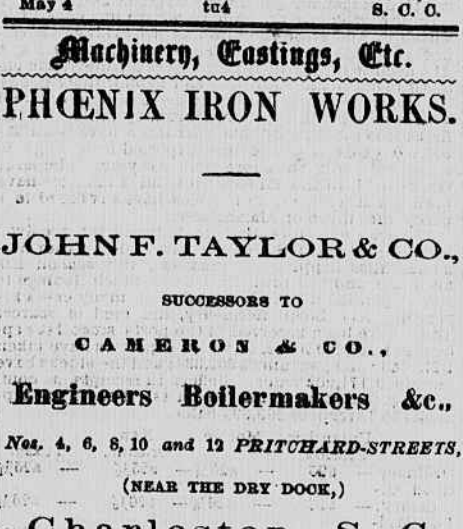 May 4 tu4 S. C. C.
Machinery, Castings, Etc.
PHŒNIX IRON WORKS.
JOHN F. TAYLOR & CO.,
SUCCESSORS TO
CAMERON & CO.,
Engineers Boilermakers &c.,
Nos. 4, 6, 8, 10 and 12 PRITCHARD-STREETS,
(NEAR THE DRY DOCK,)
Charleston S. C.